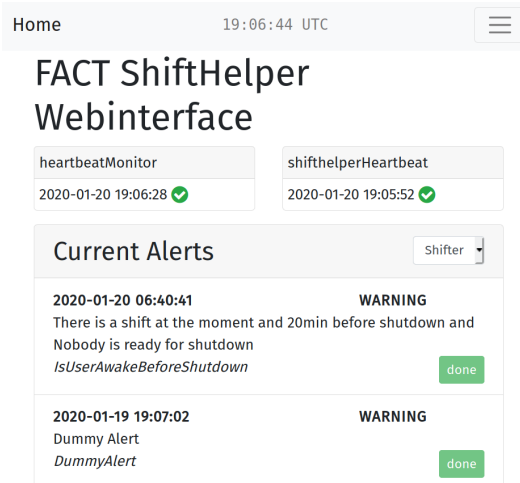 Home 19:06:44 UTC
FACT ShiftHelper
Webinterface
heartbeatMonitor
2020-01-20 19:06:28
shifthelperHeartbeat
2020-01-20 19:05:52
Current Alerts Shifter
2020-01-20 06:40:41 WARNING
There is a shift at the moment and 20min before shutdown and
Nobody is ready for shutdown
IsUserAwakeBeforeShutdown
done
2020-01-19 19:07:02 WARNING
Dummy Alert
DummyAlert
done